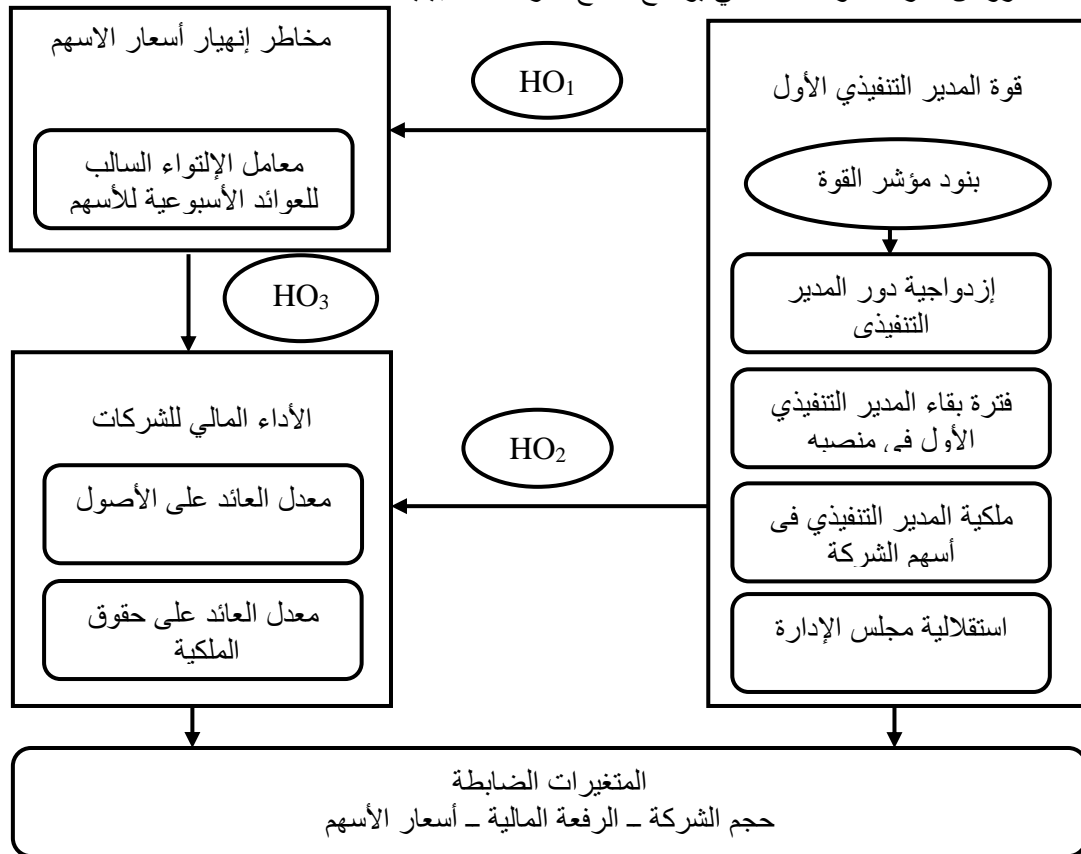 مخاطر إنهيار أسعار الاسهم
معامل الإلتواء السالب
للعوائد الأسبوعية للأسهم
HO₁
قوة المدير التنفيذي الأول
بنود مؤشر القوة
إزدواجية دور المدير
التنفيذى
فترة بقاء المدير التنفيذي
الأول فى منصبه
ملكية المدير التنفيذي فى
أسهم الشركة
استقلالية مجلس الإدارة
HO₃
الأداء المالي للشركات
معدل العائد على الأصول
معدل العائد على حقوق
الملكية
HO₂
المتغيرات الضابطة
حجم الشركة – الرفعة المالية – أسعار الأسهم